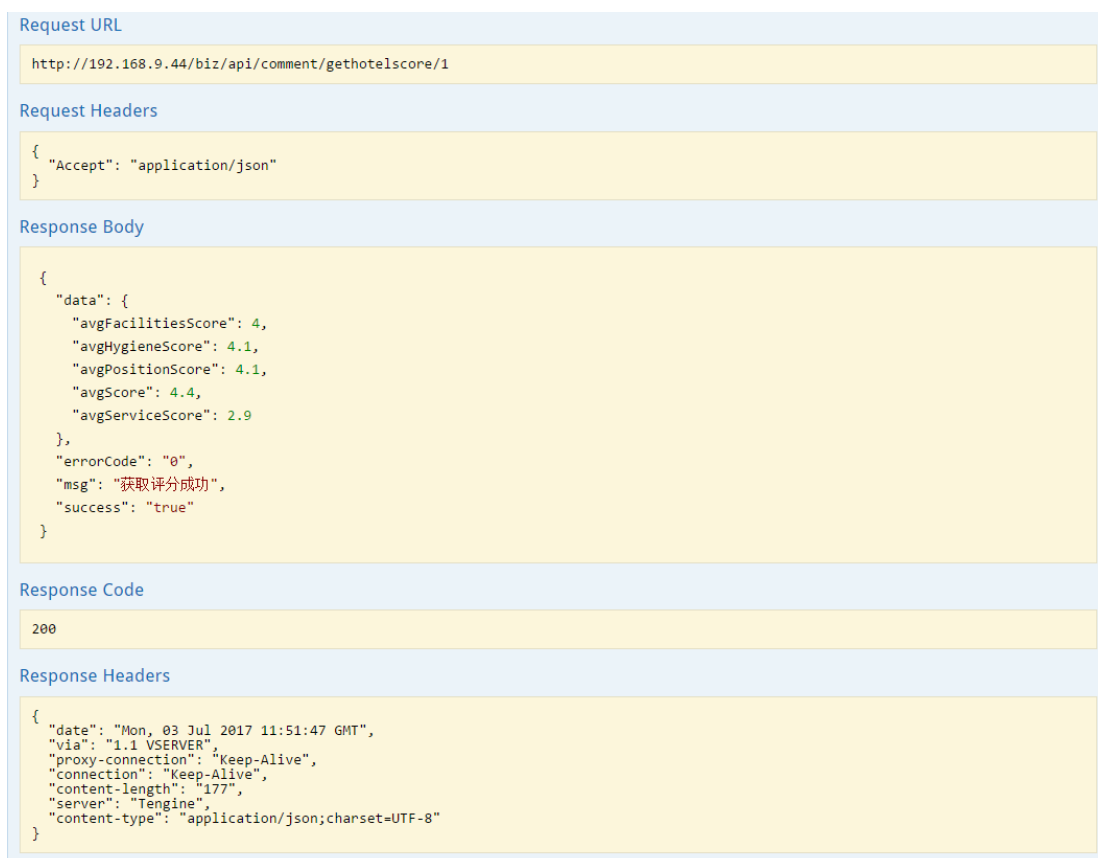 Request URL
http://192.168.9.44/biz/api/comment/gethotelscore/1
Request Headers
{
"Accept": "application/json"
}
Response Body
{
"data": {
"avgFacilitiesScore": 4,
"avgHygieneScore": 4.1,
"avgPositionScore": 4.1,
"avgScore": 4.4,
"avgServiceScore": 2.9
},
"errorCode": "0",
"msg": "获取评分成功",
"success": "true"
}
Response Code
200
Response Headers
{
"date": "Mon, 03 Jul 2017 11:51:47 GMT",
"via": "1.1 VSERVER",
"proxy-connection": "Keep-Alive",
"connection": "Keep-Alive",
"content-length": "177",
"server": "Tengine",
"content-type": "application/json;charset=UTF-8"
}